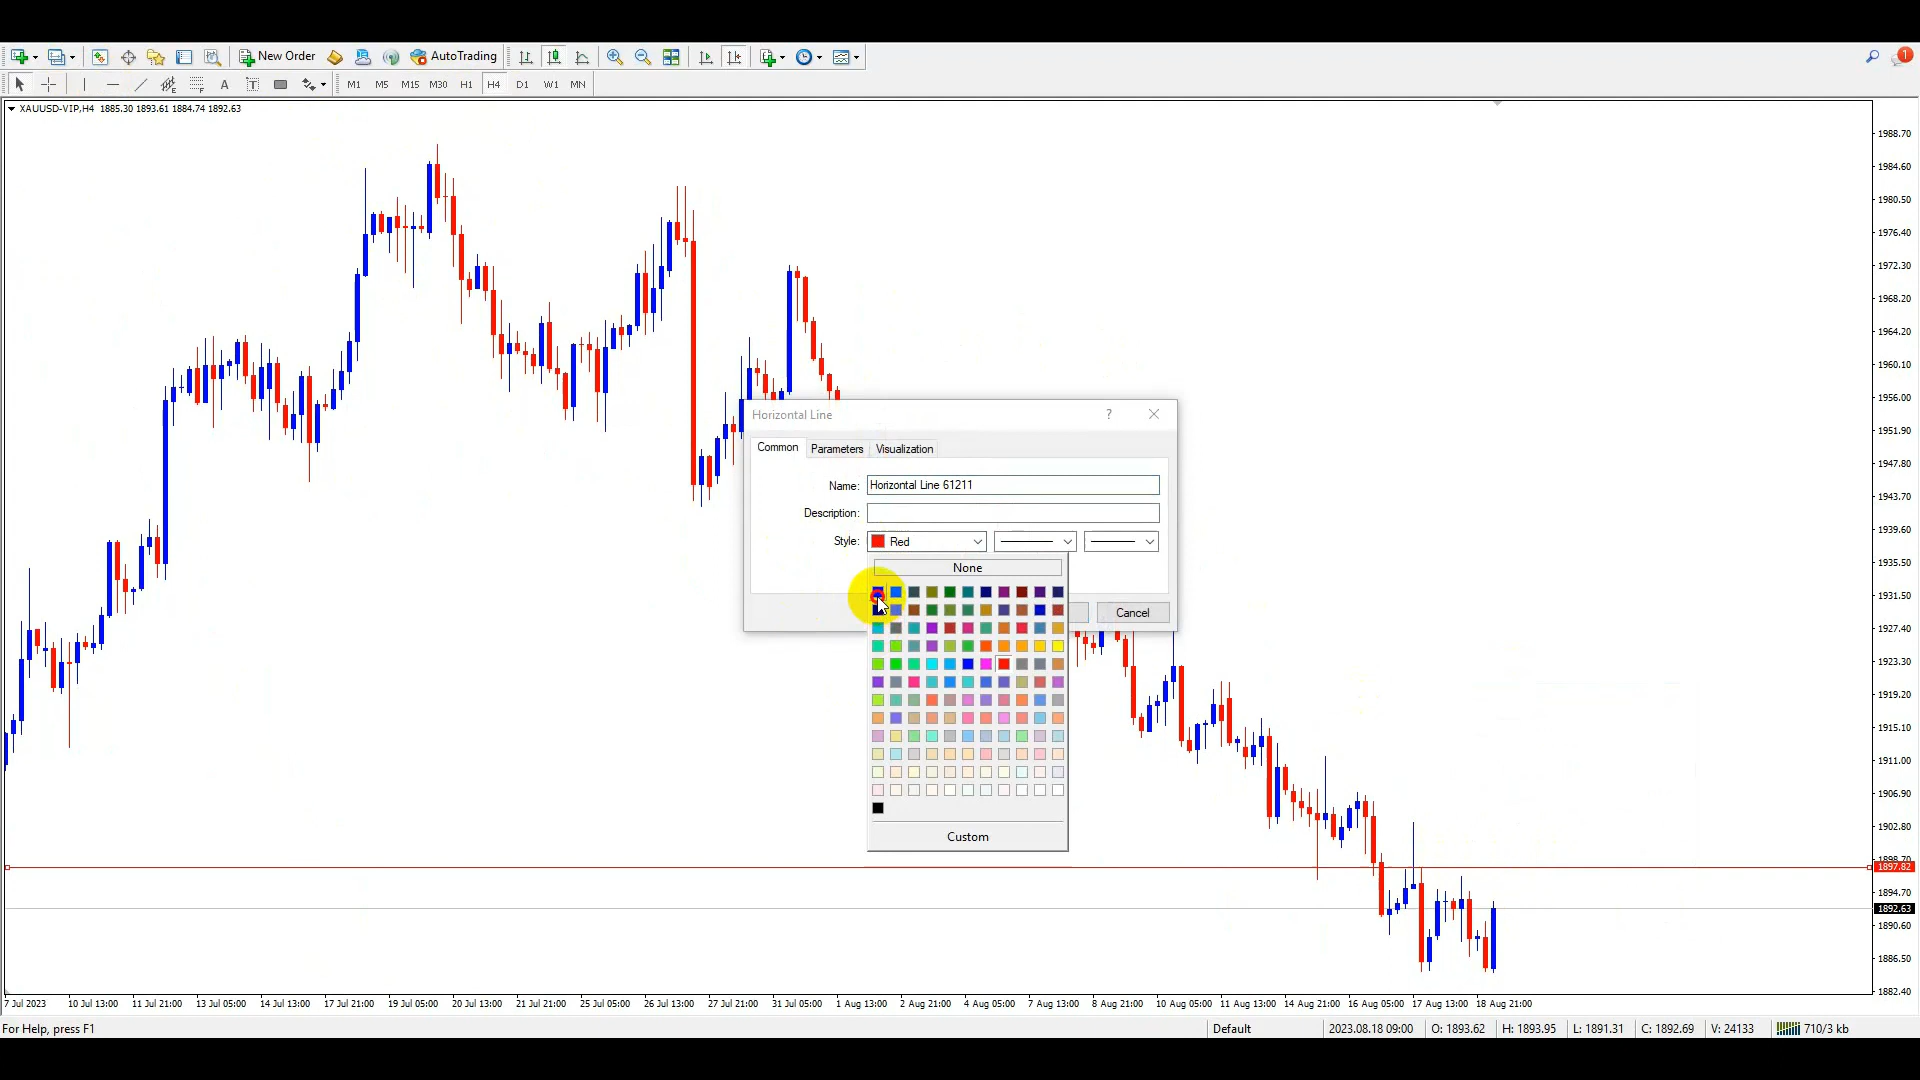 New Order
AutoTrading
1
A
T
M1 M5 M15 M30 H1 H4 D1 W1 MN
XAUUSD-VIP,H4 1885.30 1893.61 1884.74 1892.63
1988.70
1984.60
1980.50
1976.40
1972.30
1968.20
1964.20
1960.10
1956.00
1951.90
1947.80
1943.70
1939.60
1935.50
1931.50
1927.40
1923.30
1919.20
1915.10
1911.00
1906.90
1902.80
1898.70
1897.82
1894.70
1892.63
1890.60
1886.50
1882.40
Horizontal Line
?
Common Parameters Visualization
Name: Horizontal Line 61211
Description:
Style: Red
None
Cancel
Custom
7 Jul 2023 10 Jul 13:00 11 Jul 21:00 13 Jul 05:00 14 Jul 13:00 17 Jul 21:00 19 Jul 05:00 20 Jul 13:00 21 Jul 21:00 25 Jul 05:00 26 Jul 13:00 27 Jul 21:00 31 Jul 05:00 1 Aug 13:00 2 Aug 21:00 4 Aug 05:00 7 Aug 13:00 8 Aug 21:00 10 Aug 05:00 11 Aug 13:00 14 Aug 21:00 16 Aug 05:00 17 Aug 13:00 18 Aug 21:00
For Help, press F1
Default
2023.08.18 09:00 O: 1893.62 H: 1893.95 L: 1891.31 C: 1892.69 V: 24133 710/3 kb